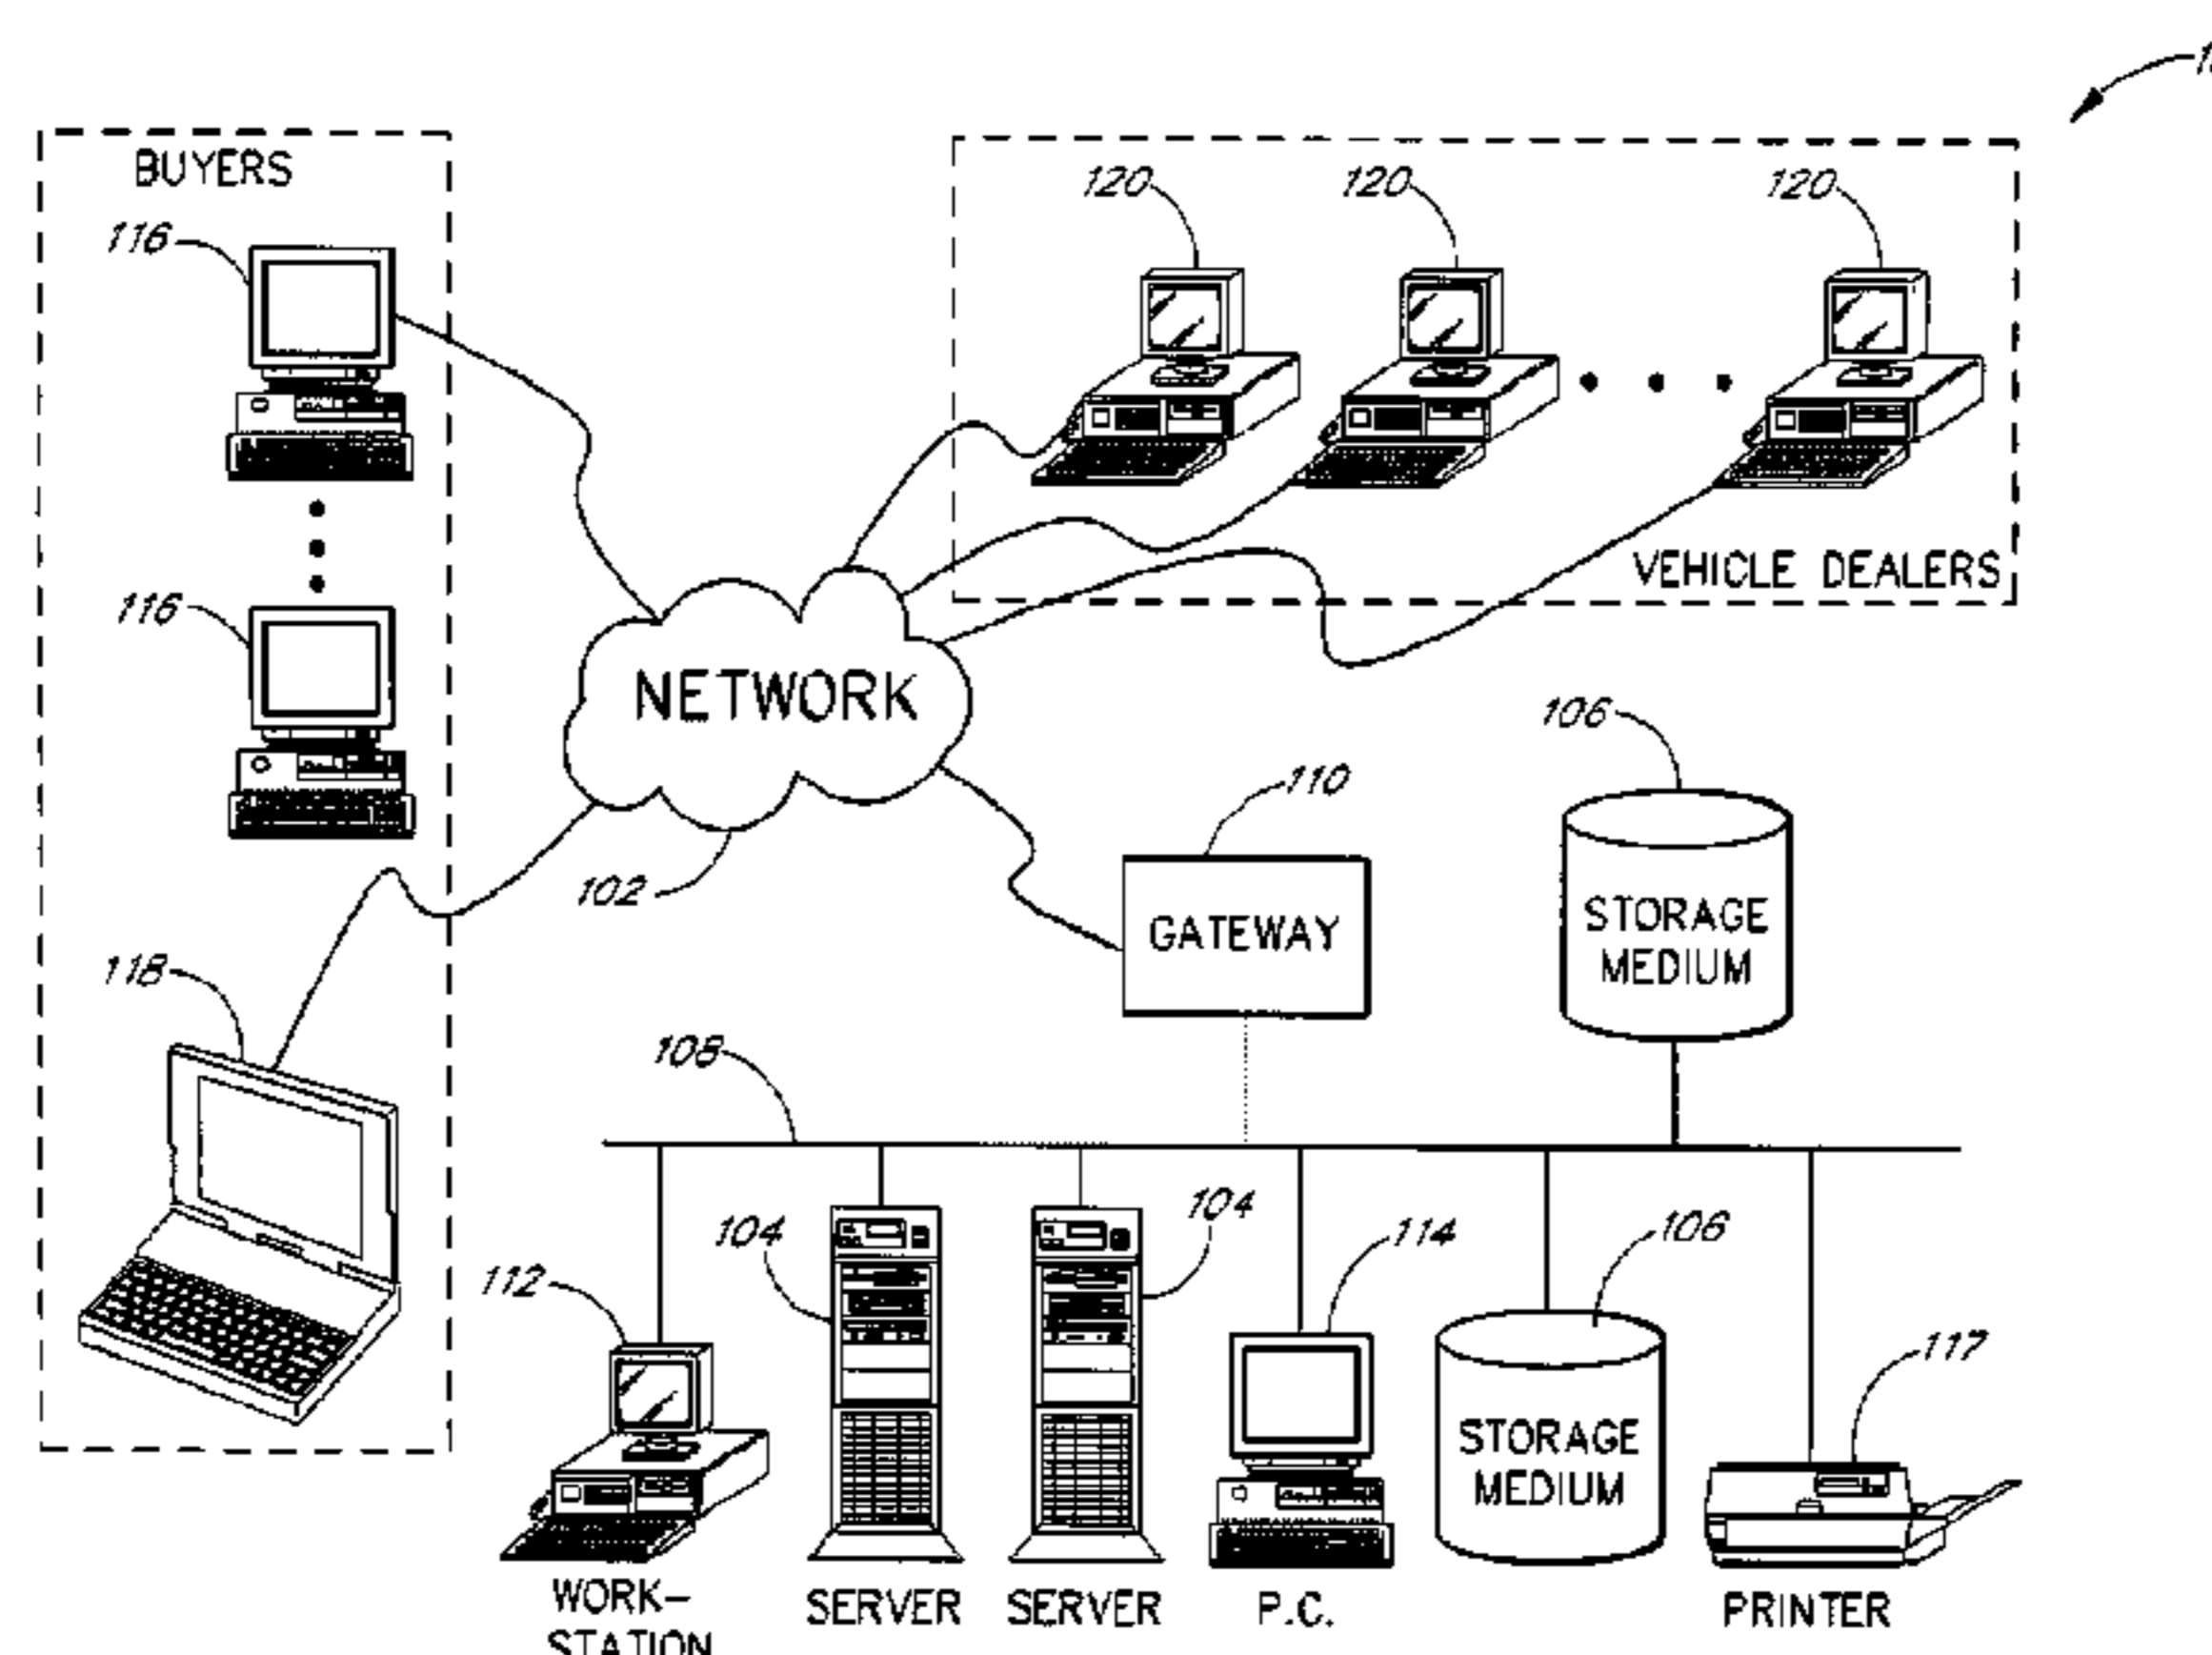 BUYERS
116
120
120
120
116
VEHICLE DEALERS
NETWORK
106
110
102
GATEWAY
STORAGE
MEDIUM
118
108
104
104
114
106
112
117
STORAGE
MEDIUM
WORK-
STATION
SERVER
SERVER
P.C.
PRINTER